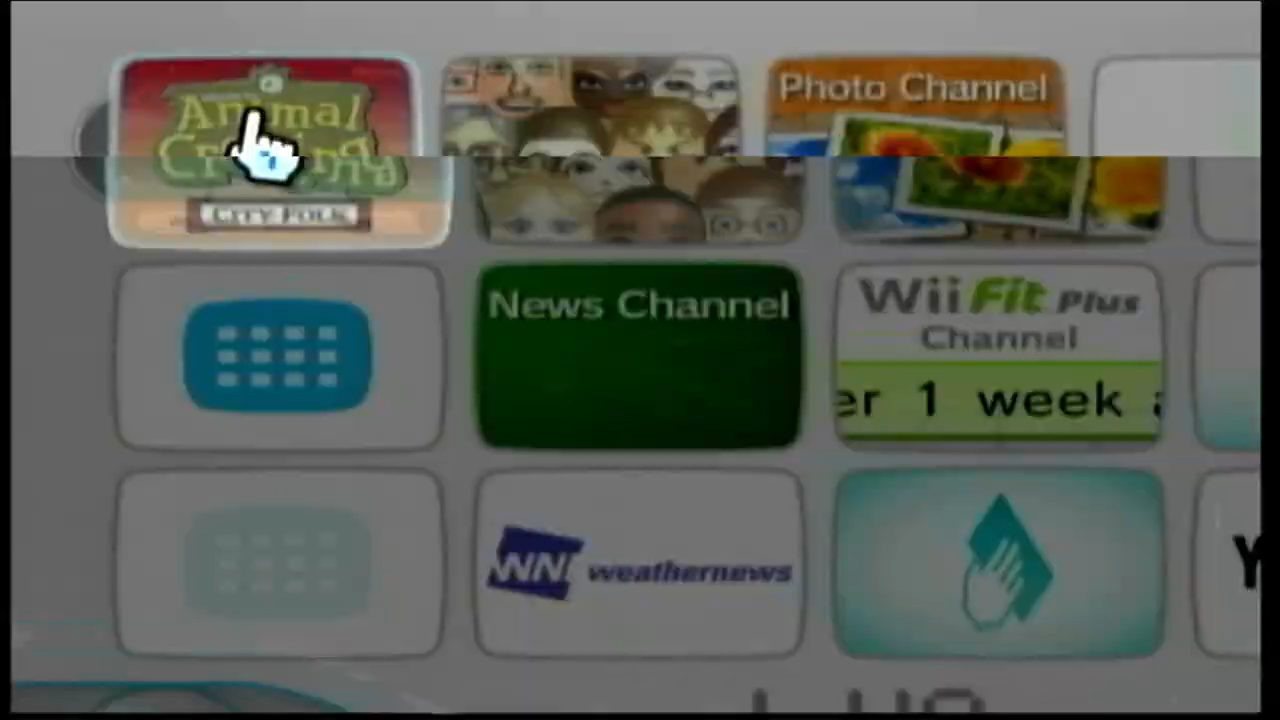 Animal
Crossing
CITY FOLK
Photo Channel
News Channel
Wii Fit Plus
Channel
er 1 week a
WN
weathernews
Y